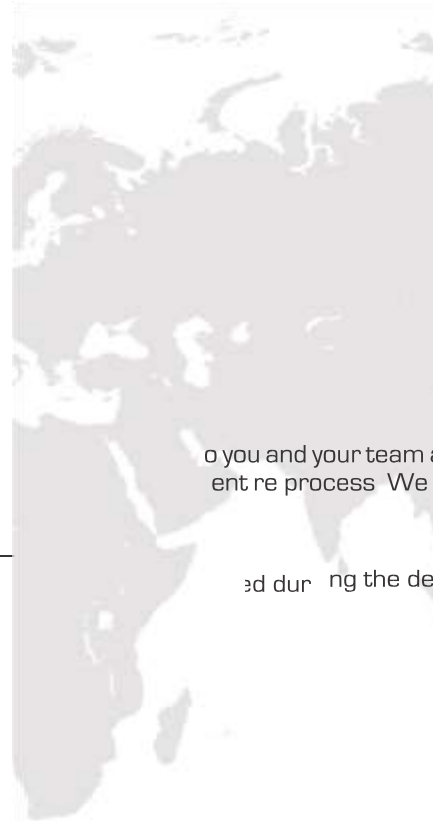 o you and your team a
ent re process We
ed dur ng the de